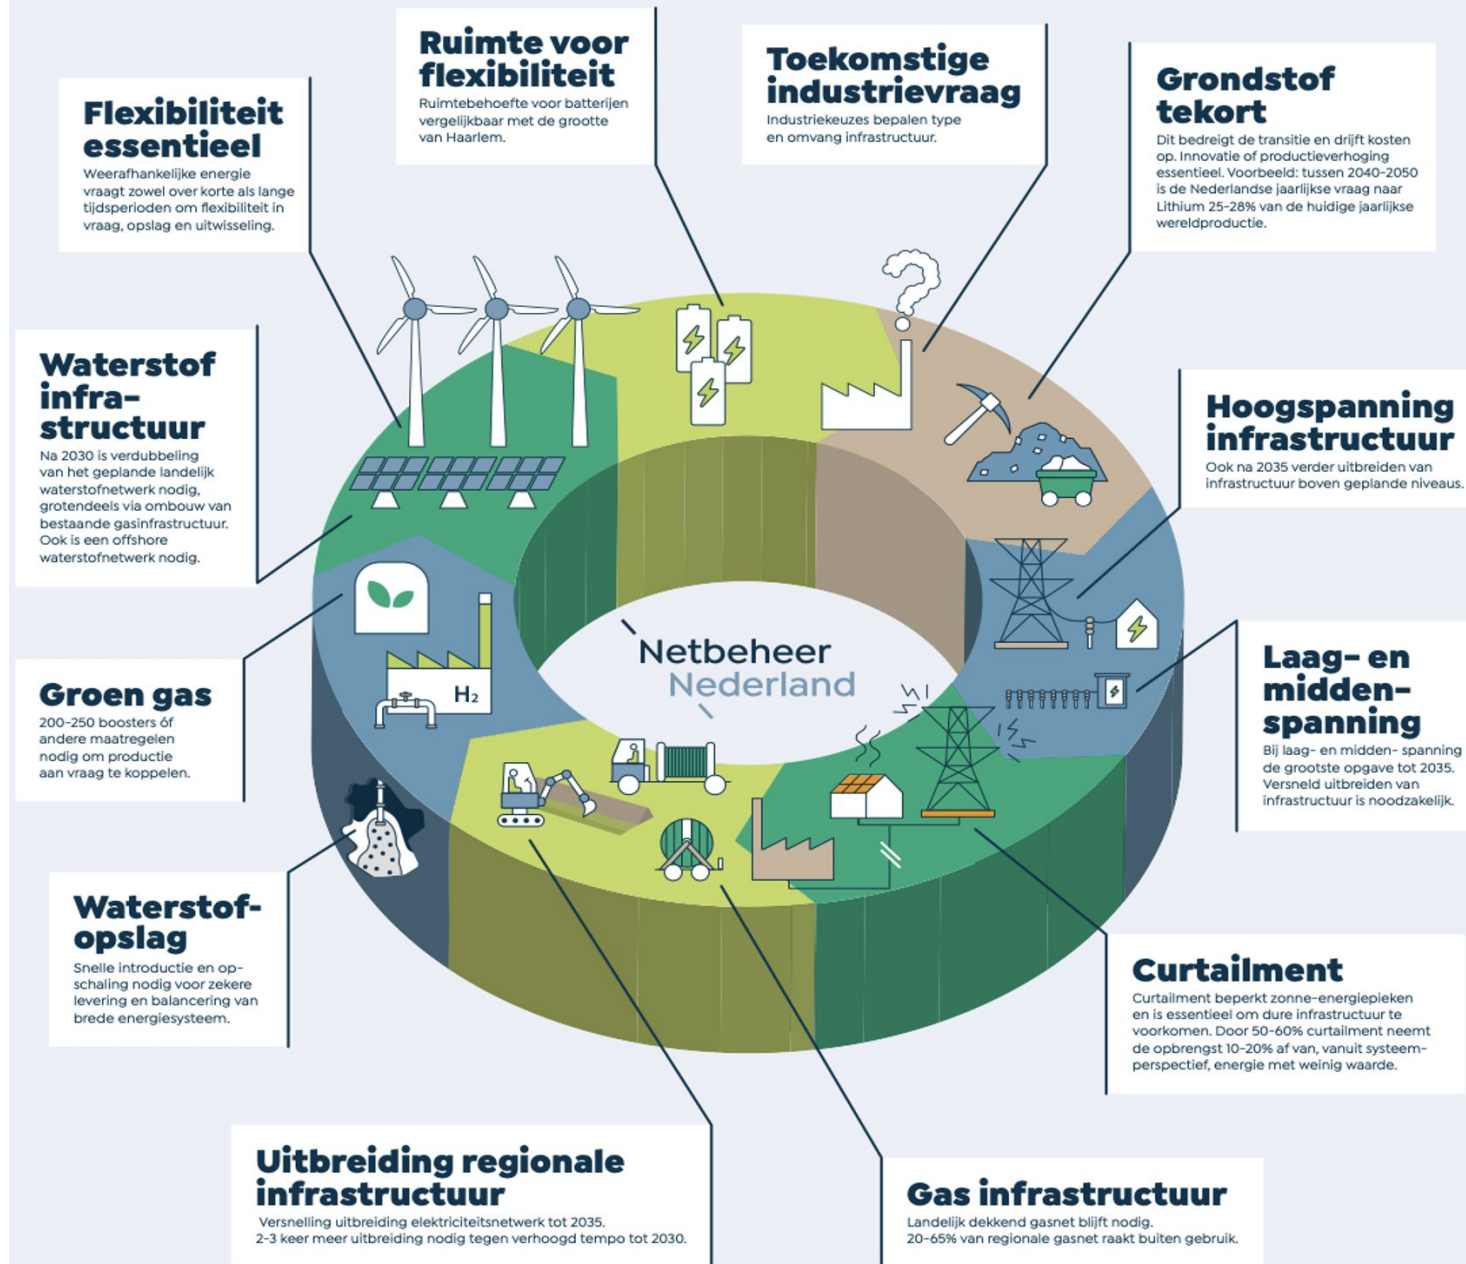 Ruimte voor
flexibiliteit
Ruimtebehoefte voor batterijen
vergelijkbaar met de grootte
van Haarlem.
Toekomstige
industrievraag
Industriekeuzes bepalen type
en omvang infrastructuur.
Grondstof
tekort
Dit bedreigt de transitie en drijft kosten
op. Innovatie of productieverhoging
essentieel. Voorbeeld: tussen 2040-2050
is de Nederlandse jaarlijkse vraag naar
Lithium 25-28% van de huidige jaarlijkse
wereldproductie.
Flexibiliteit
essentieel
Weerafhankelijke energie
vraagt zowel over korte als lange
tijdsperioden om flexibiliteit in
vraag, opslag en uitwisseling.
Waterstof
infra-
structuur
Na 2030 is verdubbeling
van het geplande landelijk
waterstofnetwerk nodig,
grotendeels via ombouw van
bestaande gasinfrastructuur.
Ook is een offshore
waterstofnetwerk nodig.
Hoogspanning
infrastructuur
Ook na 2035 verder uitbreiden van
infrastructuur boven geplande niveaus.
Netbeheer
Nederland
H2
Groen gas
200-250 boosters óf
andere maatregelen
nodig om productie
aan vraag te koppelen.
Laag- en
midden-
spanning
Bij laag- en midden- spanning
de grootste opgave tot 2035.
Versneld uitbreiden van
infrastructuur is noodzakelijk.
Waterstof-
opslag
Snelle introductie en op-
schaling nodig voor zekere
levering en balancering van
brede energiesysteem.
Curtailment
Curtailment beperkt zonne-energiepieken
en is essentieel om dure infrastructuur te
voorkomen. Door 50-60% curtailment neemt
de opbrengst 10-20% af van, vanuit systeem-
perspectief, energie met weinig waarde.
Uitbreiding regionale
infrastructuur
Versnelling uitbreiding elektriciteitsnetwerk tot 2035.
2-3 keer meer uitbreiding nodig tegen verhoogd tempo tot 2030.
Gas infrastructuur
Landelijk dekkend gasnet blijft nodig.
20-65% van regionale gasnet raakt buiten gebruik.